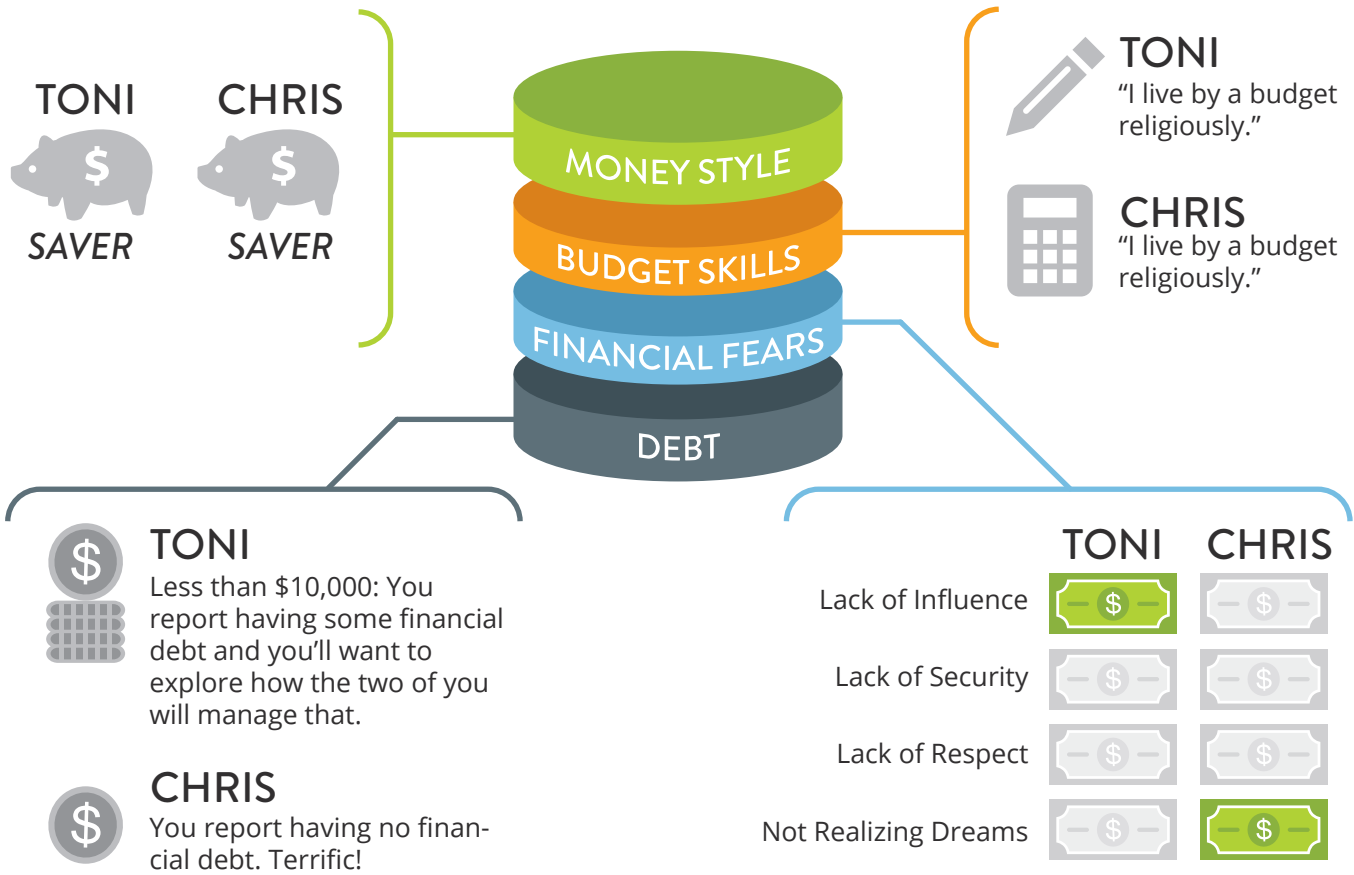 TONI
CHRIS
$
$
SAVER
SAVER
MONEY STYLE
BUDGET SKILLS
FINANCIAL FEARS
DEBT
TONI
“I live by a budget
religiously.”
CHRIS
“I live by a budget
religiously.”
$
TONI
Less than $10,000: You
report having some financial
debt and you’ll want to
explore how the two of you
will manage that.
$
CHRIS
You report having no finan-
cial debt. Terrific!
TONI
CHRIS
Lack of Influence
$
$
Lack of Security
$
$
Lack of Respect
$
$
Not Realizing Dreams
$
$